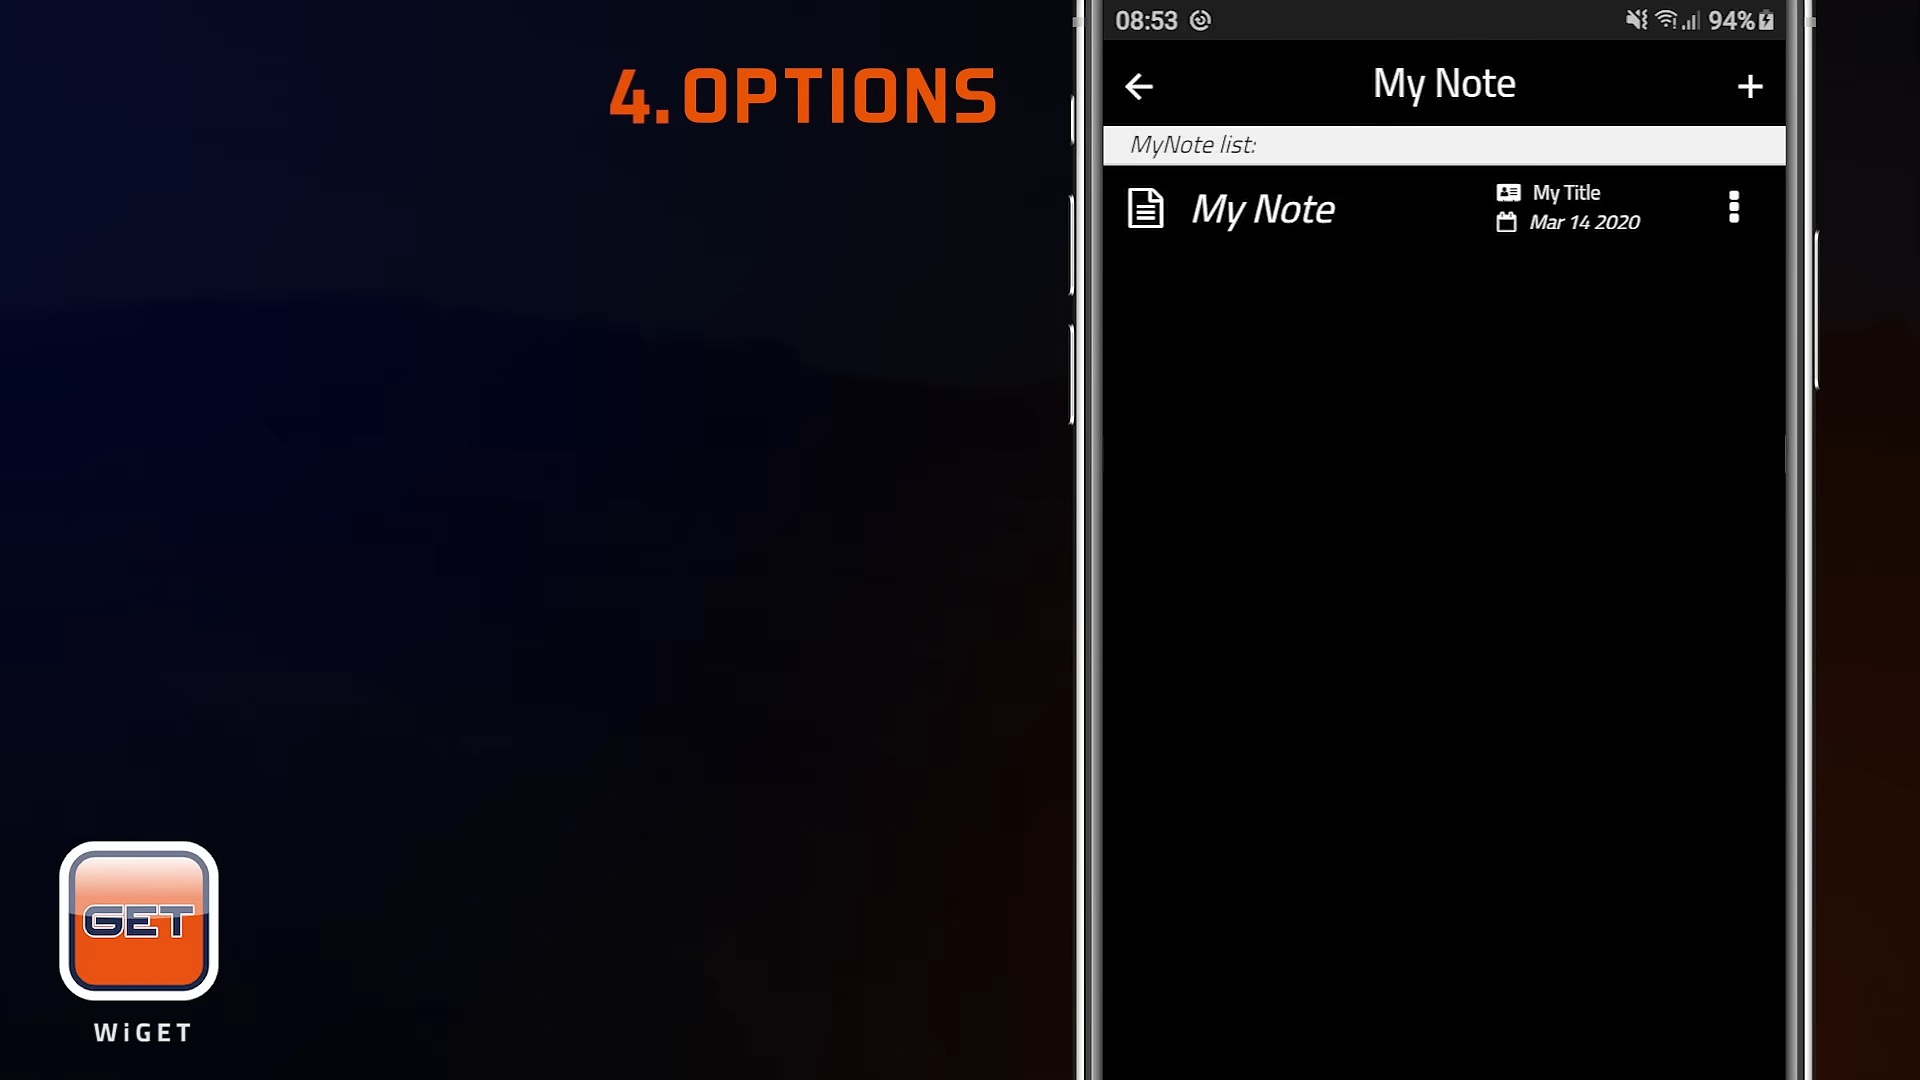 4. OPTIONS
08:53
94%
My Note
MyNote list:
My Note
My Title
Mar 14 2020
GET
WiGET